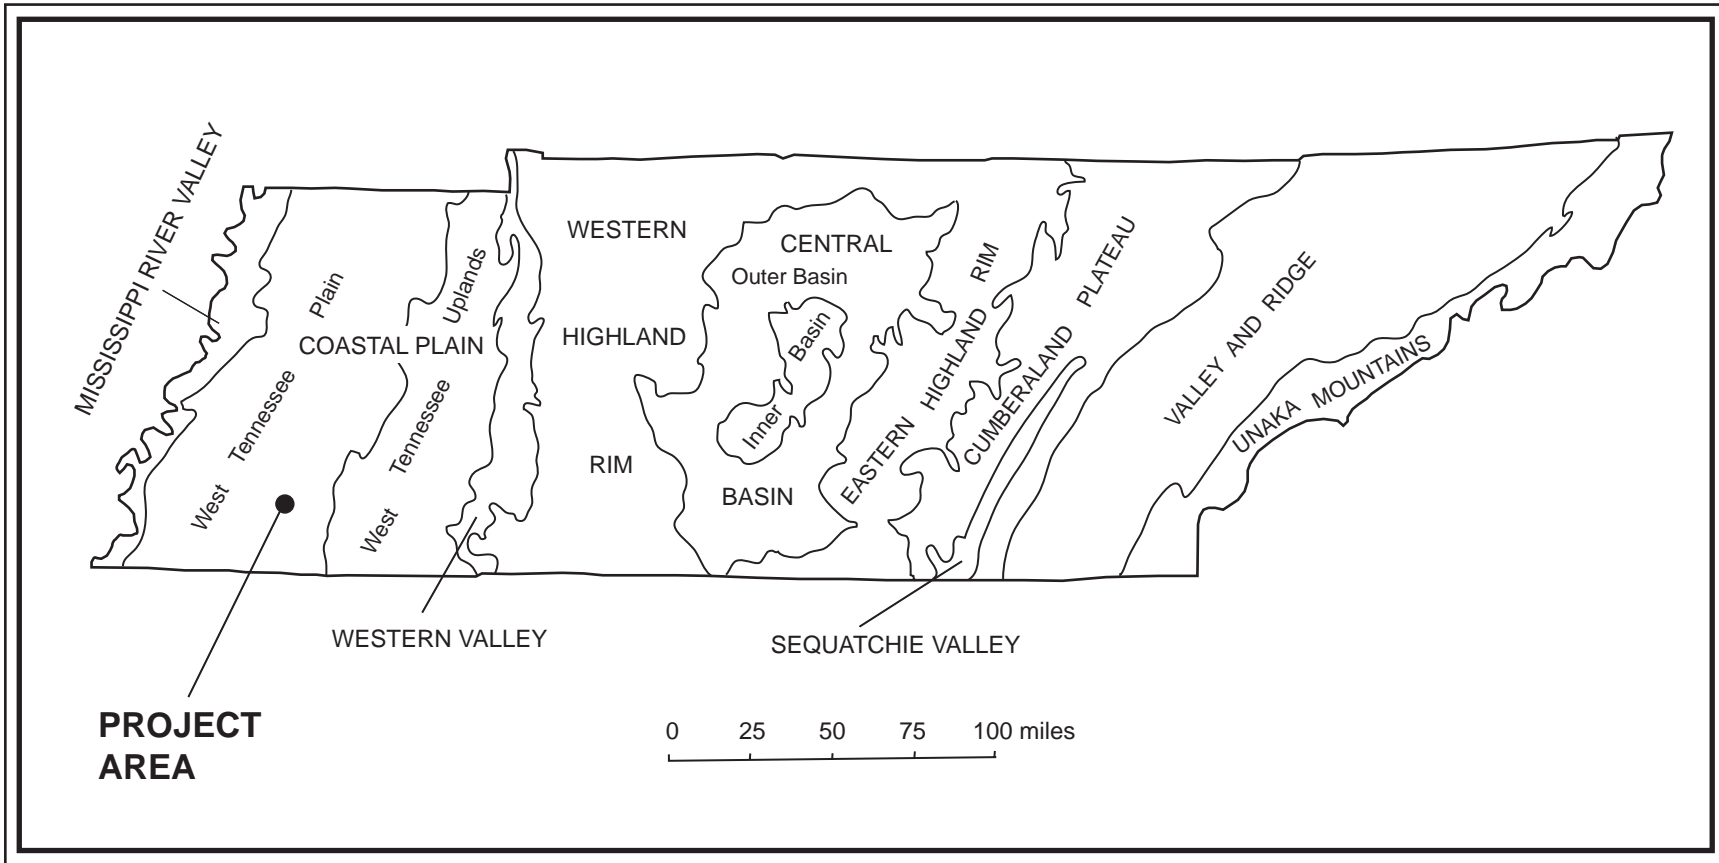 MISSISSIPPI RIVER VALLEY
West Tennessee Plain
COASTAL PLAIN
West Tennessee Uplands
WESTERN
HIGHLAND
RIM
CENTRAL
Outer Basin
Inner Basin
BASIN
EASTERN HIGHLAND RIM
CUMBERALAND PLATEAU
VALLEY AND RIDGE
UNAKA MOUNTAINS
WESTERN VALLEY
SEQUATCHIE VALLEY
PROJECT
AREA
0 25 50 75 100 miles